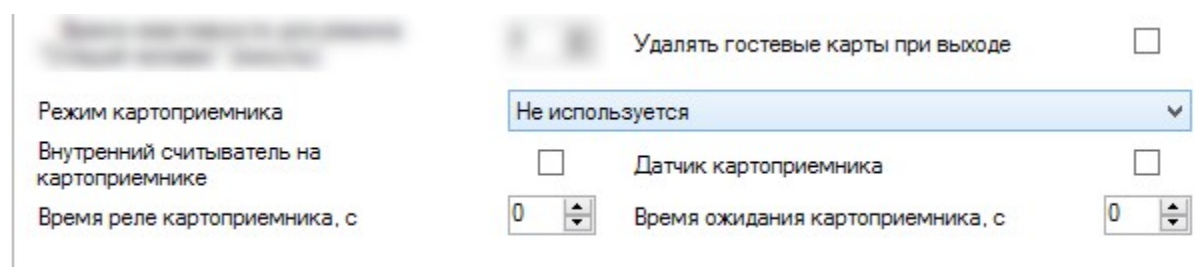 Удалять гостевые карты при выходе
Режим картоприемника Не используется
Внутренний считыватель на
картоприемнике
Датчик картоприемника
Время реле картоприемника, с 0 Время ожидания картоприемника, с 0